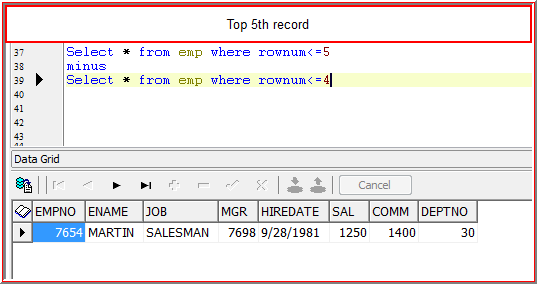 Top 5th record
37 Select * from emp where rownum<=5
38 minus
39 Select * from emp where rownum<=4
40
41
42
43
44
Data Grid
Cancel
EMPNO ENAME JOB MGR HIREDATE SAL COMM DEPTNO
7654 MARTIN SALESMAN 7698 9/28/1981 1250 1400 30